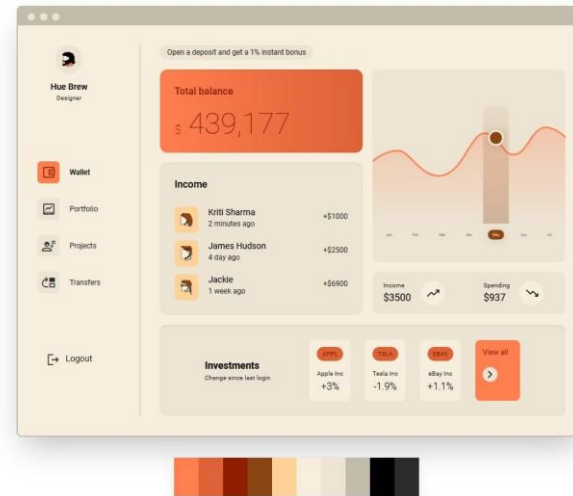 Open a deposit and get a 1% instant bonus
Hue Brew
Designer
Wallet
Portfolio
Projects
Transfers
Logout
Total balance
$ 439,177
Income
Kriti Sharma
2 minutes ago
+$1000
James Hudson
4 day ago
+$2500
Jackie
1 week ago
+$6900
Income
$3500
Spending
$937
Investments
Change since last login
APPL
Apple Inc
+3%
TSLA
Tesla Inc
-1.9%
EBAY
eBay Inc
+1.1%
View all